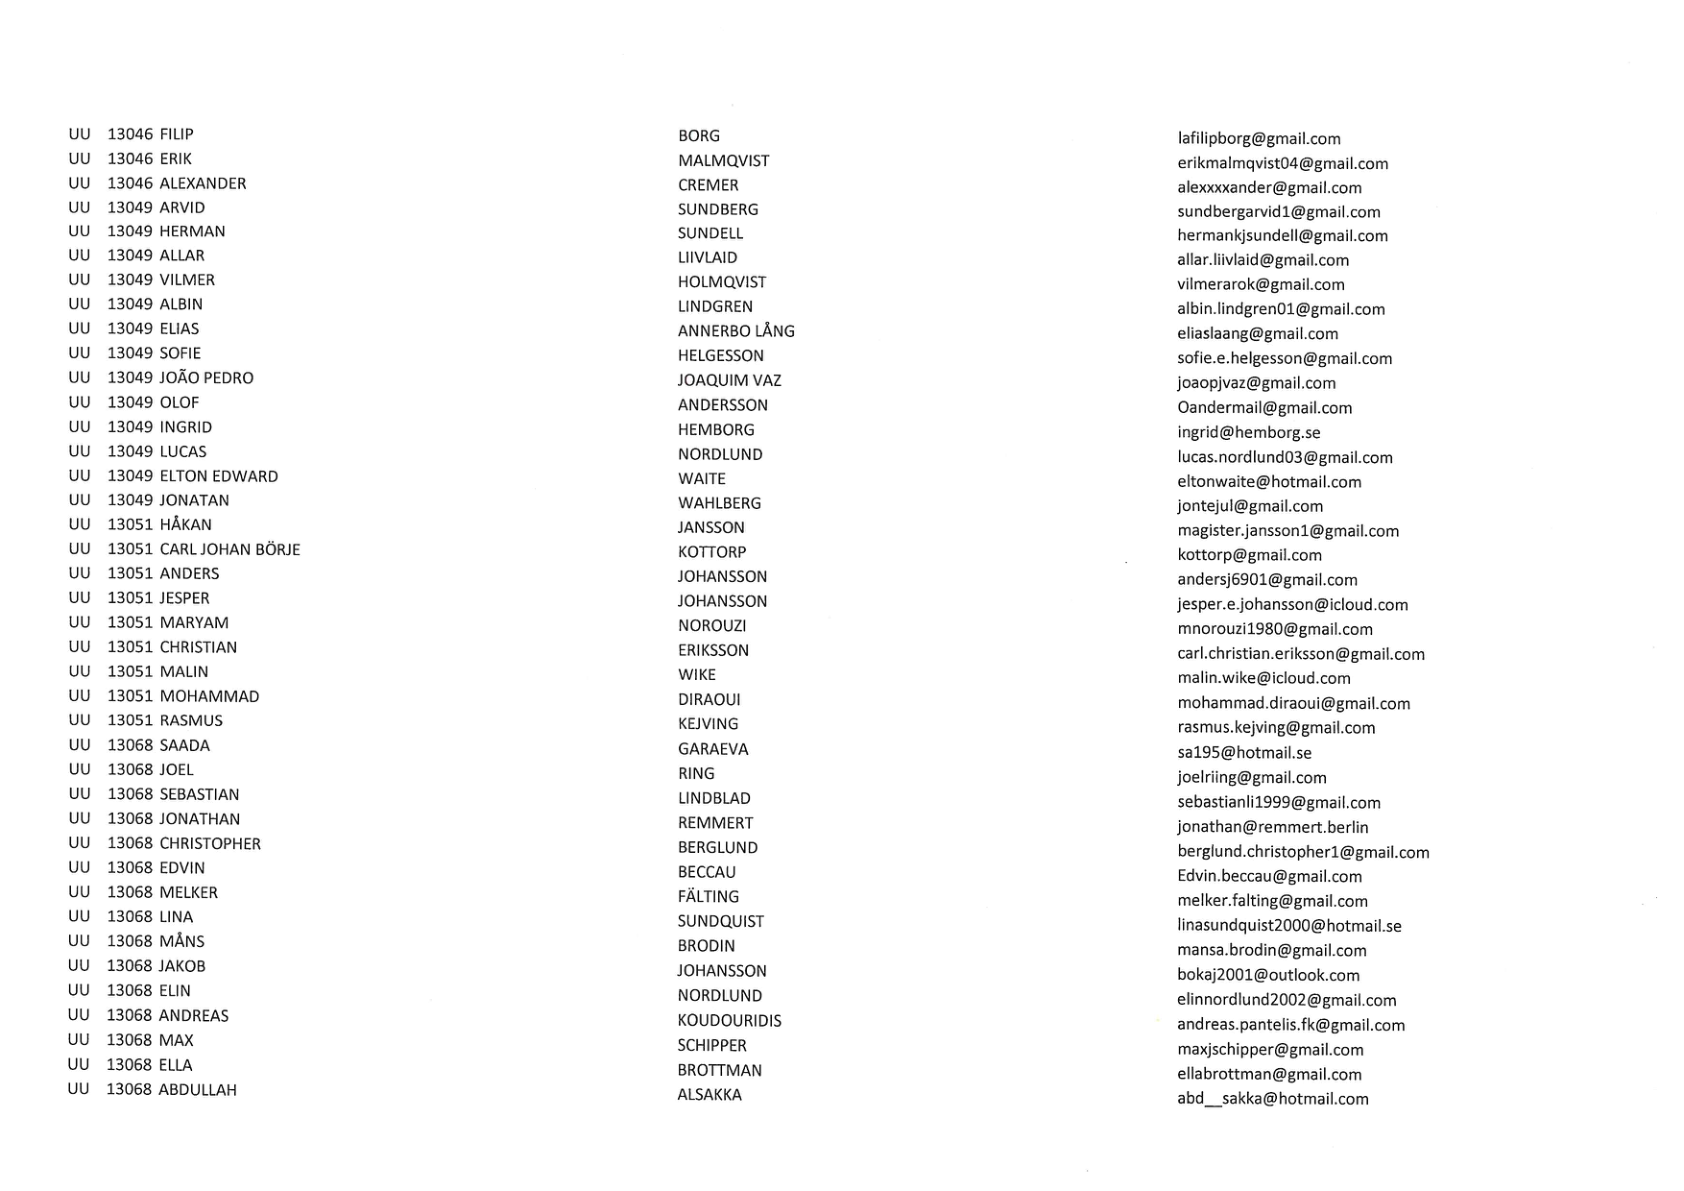 UU 13046 FILIP BORG lafilipborg@gmail.com
UU 13046 ERIK MALMQVIST erikmalmqvist04@gmail.com
UU 13046 ALEXANDER CREMER alexxxxander@gmail.com
UU 13049 ARVID SUNDBERG sundbergarvid1@gmail.com
UU 13049 HERMAN SUNDELL hermankjsundell@gmail.com
UU 13049 ALLAR LIIVLAID allar.liivlaid@gmail.com
UU 13049 VILMER HOLMQVIST vilmerarok@gmail.com
UU 13049 ALBIN LINDGREN albin.lindgren01@gmail.com
UU 13049 ELIAS ANNERBO LÅNG eliaslaang@gmail.com
UU 13049 SOFIE HELGESSON sofie.e.helgesson@gmail.com
UU 13049 JOÃO PEDRO JOAQUIM VAZ joaopjvaz@gmail.com
UU 13049 OLOF ANDERSSON Oandermail@gmail.com
UU 13049 INGRID HEMBORG ingrid@hemborg.se
UU 13049 LUCAS NORDLUND lucas.nordlund03@gmail.com
UU 13049 ELTON EDWARD WAITE eltonwaite@hotmail.com
UU 13049 JONATAN WAHLBERG jontejul@gmail.com
UU 13051 HÅKAN JANSSON magister.jansson1@gmail.com
UU 13051 CARL JOHAN BÖRJE KOTTORP kottorp@gmail.com
UU 13051 ANDERS JOHANSSON andersj6901@gmail.com
UU 13051 JESPER JOHANSSON jesper.e.johansson@icloud.com
UU 13051 MARYAM NOROUZI mnorouzi1980@gmail.com
UU 13051 CHRISTIAN ERIKSSON carl.christian.eriksson@gmail.com
UU 13051 MALIN WIKE malin.wike@icloud.com
UU 13051 MOHAMMAD DIRAOUI mohammad.diraoui@gmail.com
UU 13051 RASMUS KEJVING rasmus.kejving@gmail.com
UU 13068 SAADA GARAEVA sa195@hotmail.se
UU 13068 JOEL RING joelriing@gmail.com
UU 13068 SEBASTIAN LINDBLAD sebastianli1999@gmail.com
UU 13068 JONATHAN REMMERT jonathan@remmert.berlin
UU 13068 CHRISTOPHER BERGLUND berglund.christopher1@gmail.com
UU 13068 EDVIN BECCAU Edvin.beccau@gmail.com
UU 13068 MELKER FÄLTING melker.falting@gmail.com
UU 13068 LINA SUNDQUIST linasundquist2000@hotmail.se
UU 13068 MÅNS BRODIN mansa.brodin@gmail.com
UU 13068 JAKOB JOHANSSON bokaj2001@outlook.com
UU 13068 ELIN NORDLUND elinnordlund2002@gmail.com
UU 13068 ANDREAS KOUDOURIDIS andreas.pantelis.fk@gmail.com
UU 13068 MAX SCHIPPER maxjschipper@gmail.com
UU 13068 ELLA BROTTMAN ellabrottman@gmail.com
UU 13068 ABDULLAH ALSAKKA abd__sakka@hotmail.com